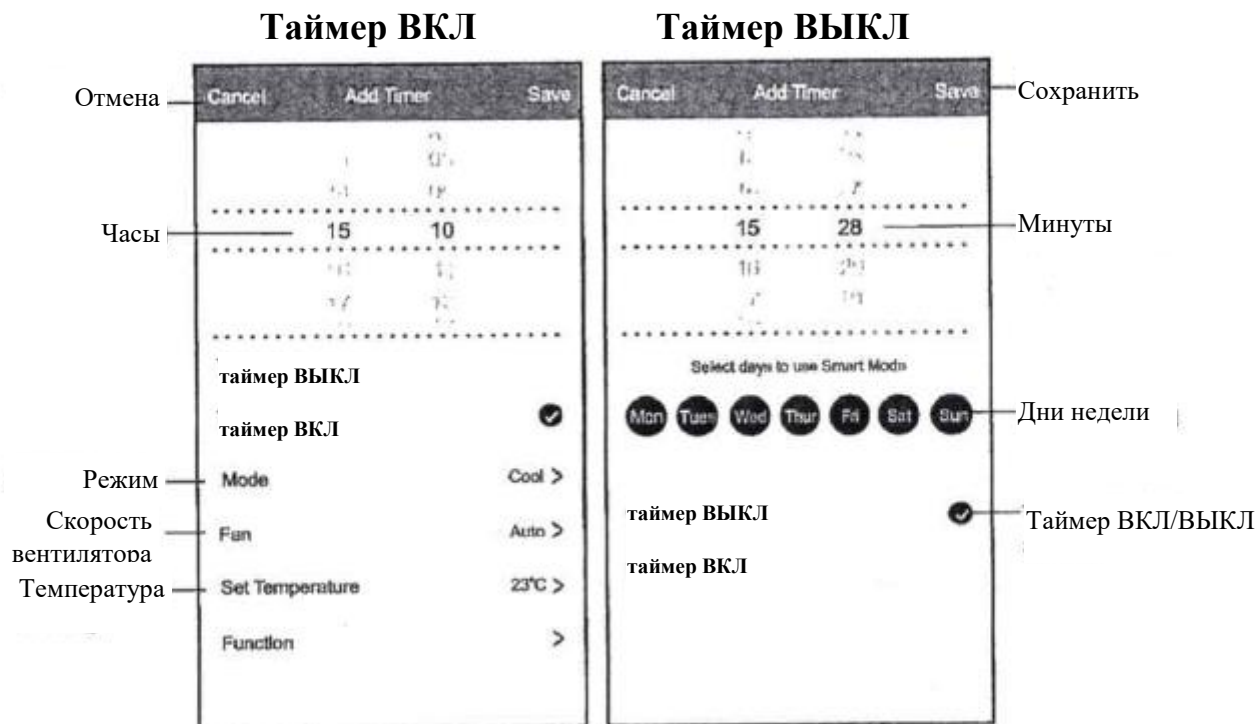 Таймер ВКЛ
Таймер ВЫКЛ
Отмена
Cancel
Add Timer
Save
Cancel
Add Timer
Save
Сохранить
Часы
15
10
15
28
Минуты
16
Select days to use Smart Mode
таймер ВЫКЛ
таймер ВКЛ
Mon
Tues
Wed
Thur
Fri
Sat
Sun
Дни недели
Режим
Mode
Cool >
Скорость
вентилятора
Fan
Auto >
Температура
Set Temperature
23°C >
Function
>
таймер ВЫКЛ
таймер ВКЛ
Таймер ВКЛ/ВЫКЛ